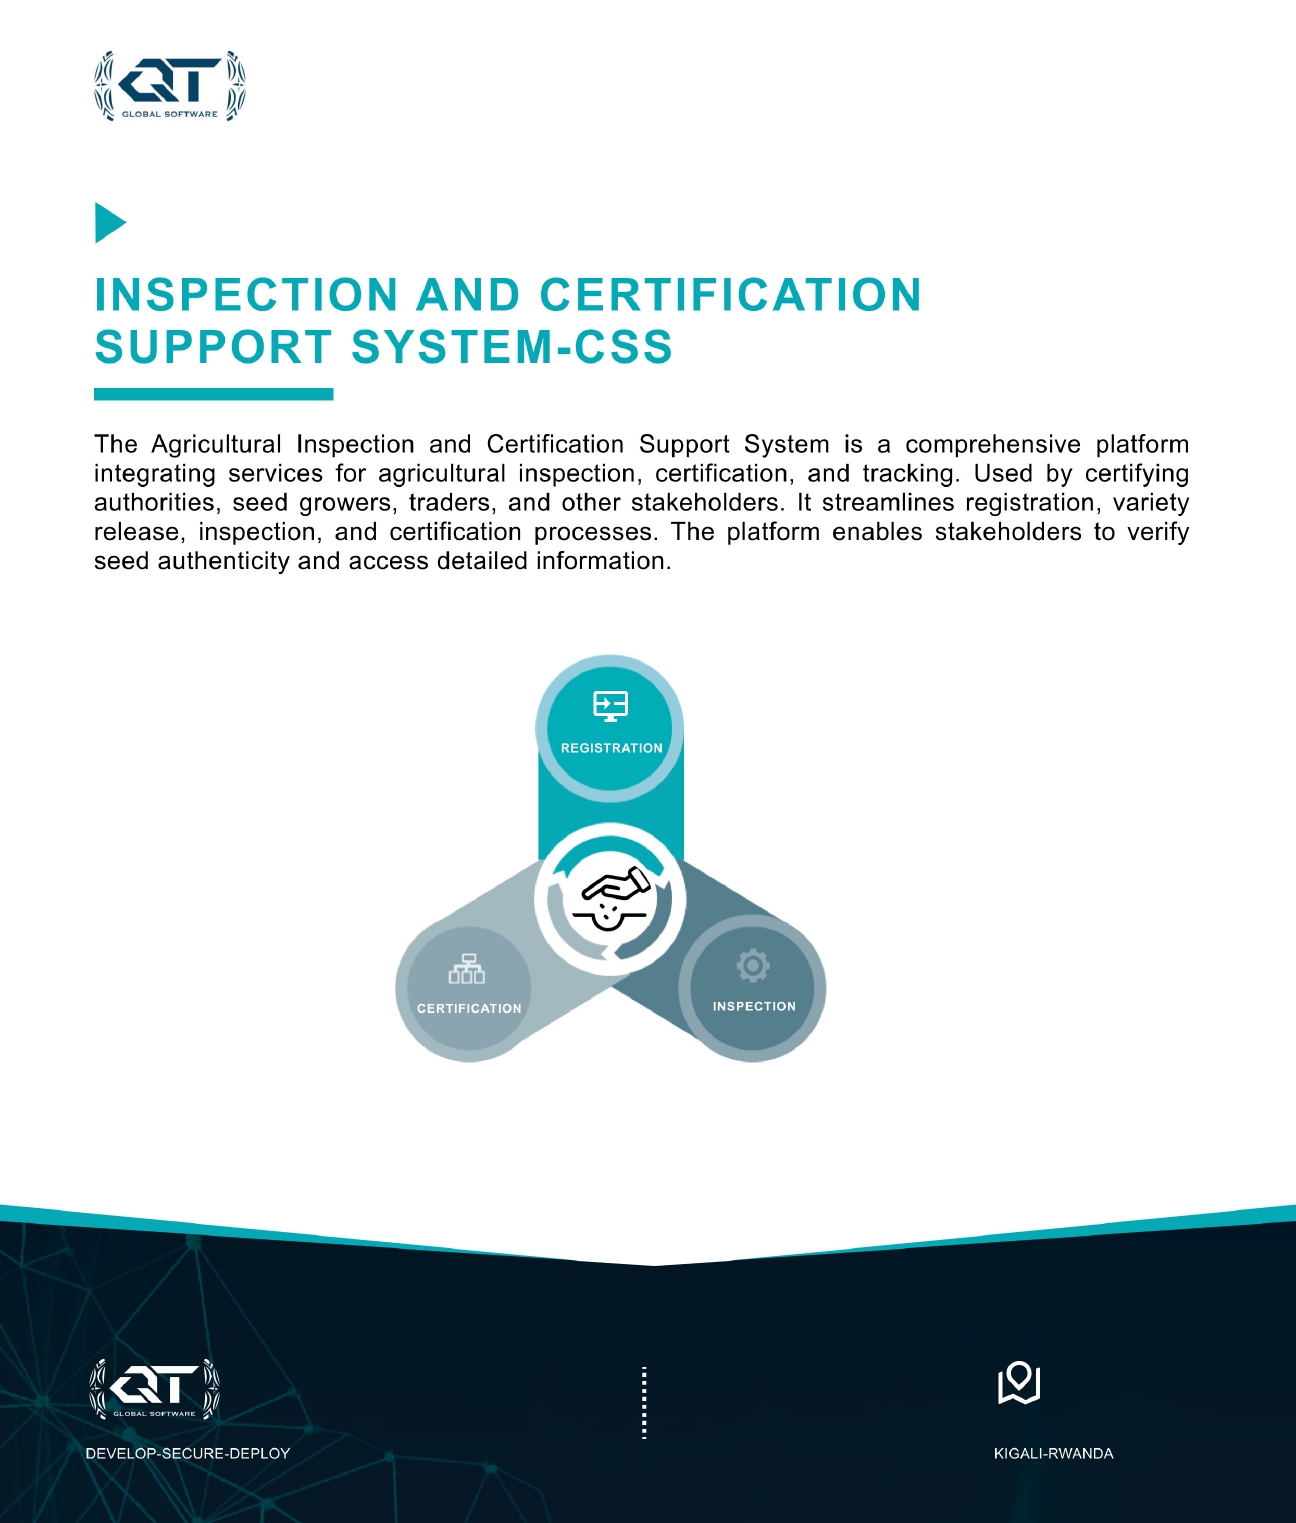 QT
GLOBAL SOFTWARE
INSPECTION AND CERTIFICATION
SUPPORT SYSTEM-CSS
The Agricultural Inspection and Certification Support System is a comprehensive platform
integrating services for agricultural inspection, certification, and tracking. Used by certifying
authorities, seed growers, traders, and other stakeholders. It streamlines registration, variety
release, inspection, and certification processes. The platform enables stakeholders to verify
seed authenticity and access detailed information.
REGISTRATION
CERTIFICATION
INSPECTION
QT
GLOBAL SOFTWARE
DEVELOP-SECURE-DEPLOY
KIGALI-RWANDA